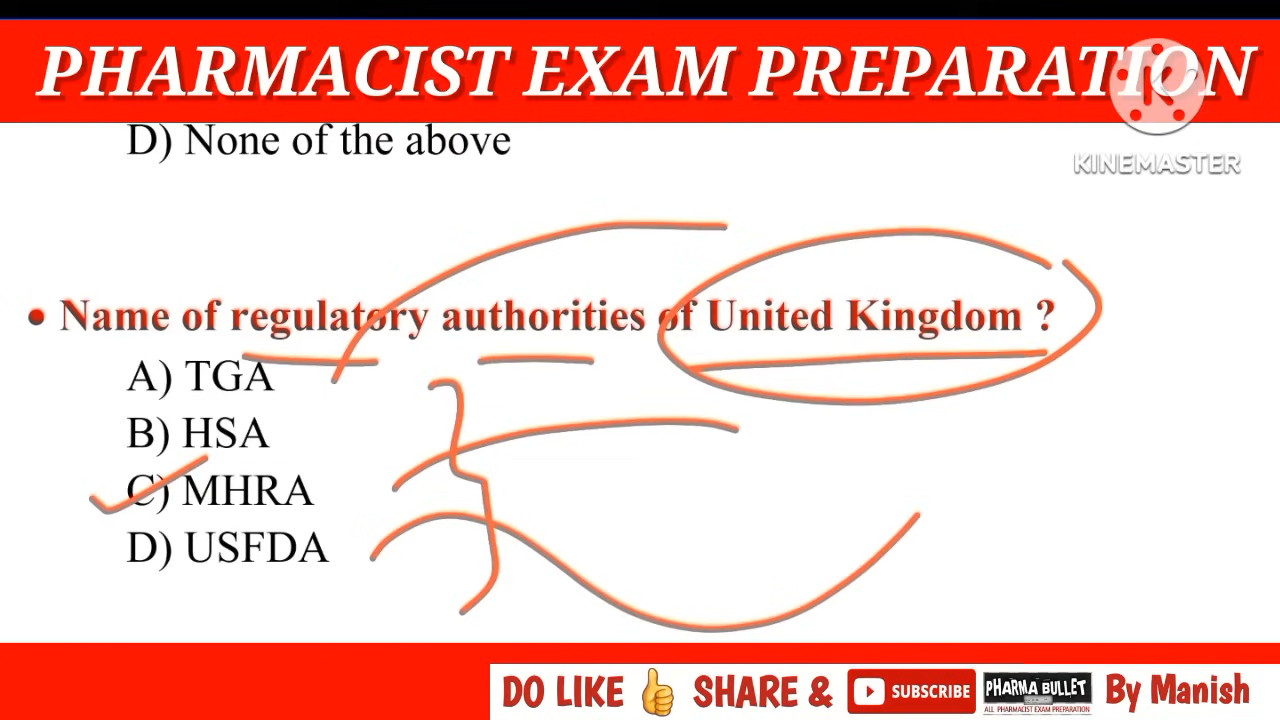 PHARMACIST EXAM PREPARATION
K
KINEMASTER
D) None of the above
• Name of regulatory authorities of United Kingdom ?
A) TGA
B) HSA
C) MHRA
D) USFDA
DO LIKE 👍 SHARE & SUBSCRIBE PHARMA BULLET By Manish
ALL PHARMACIST EXAM PREPARATION